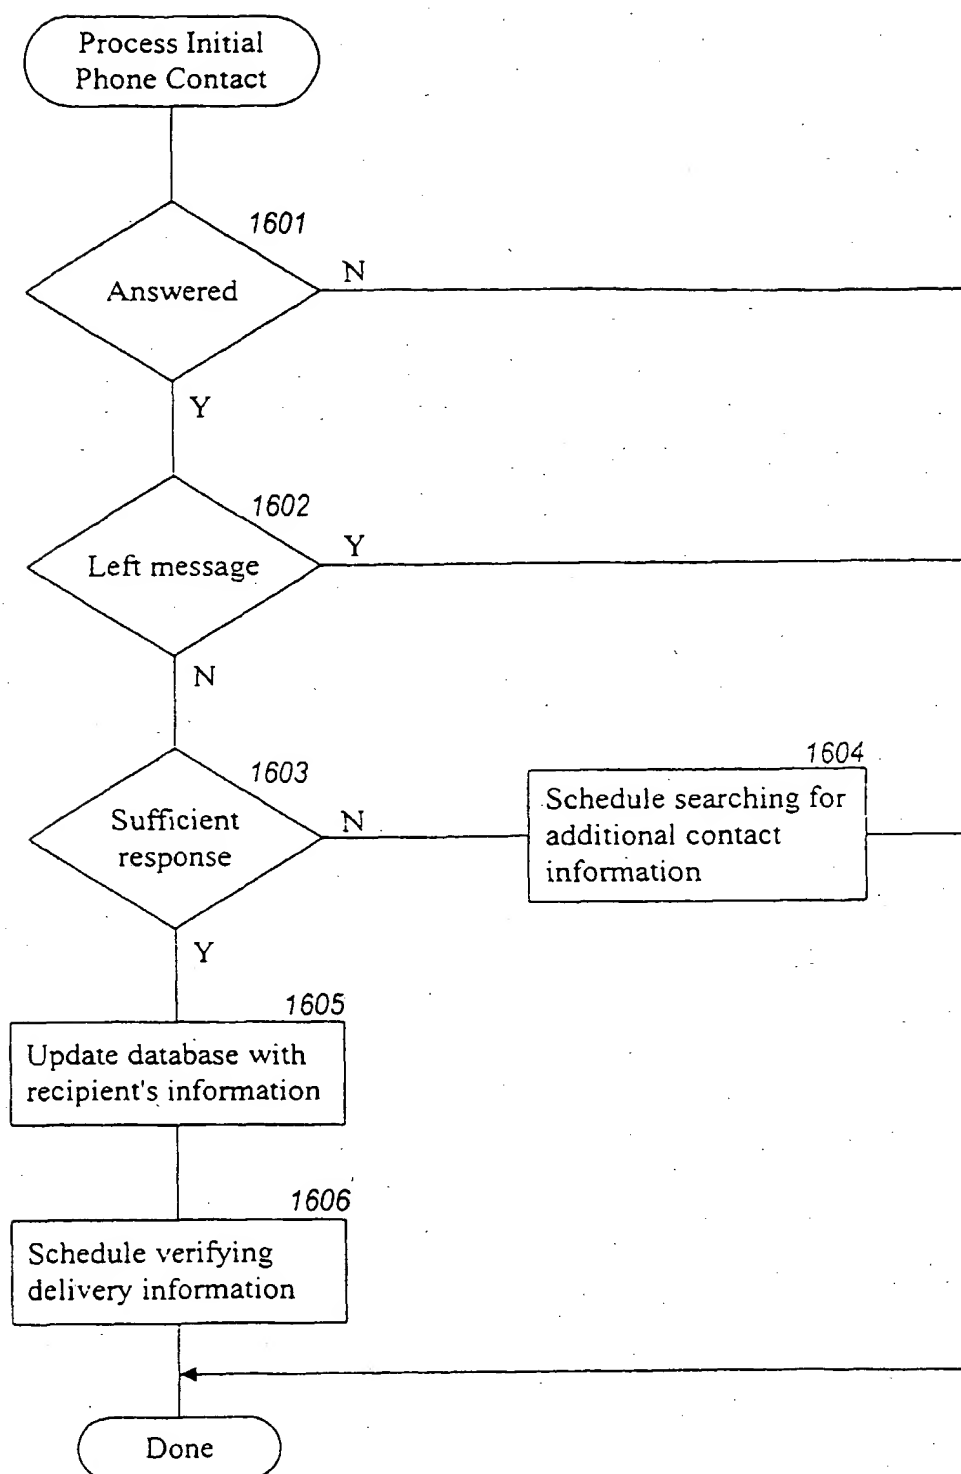 Process Initial
Phone Contact
1601
Answered
N
Y
1602
Left message
Y
N
1603
Sufficient
response
N
1604
Schedule searching for
additional contact
information
Y
1605
Update database with
recipient's information
1606
Schedule verifying
delivery information
Done